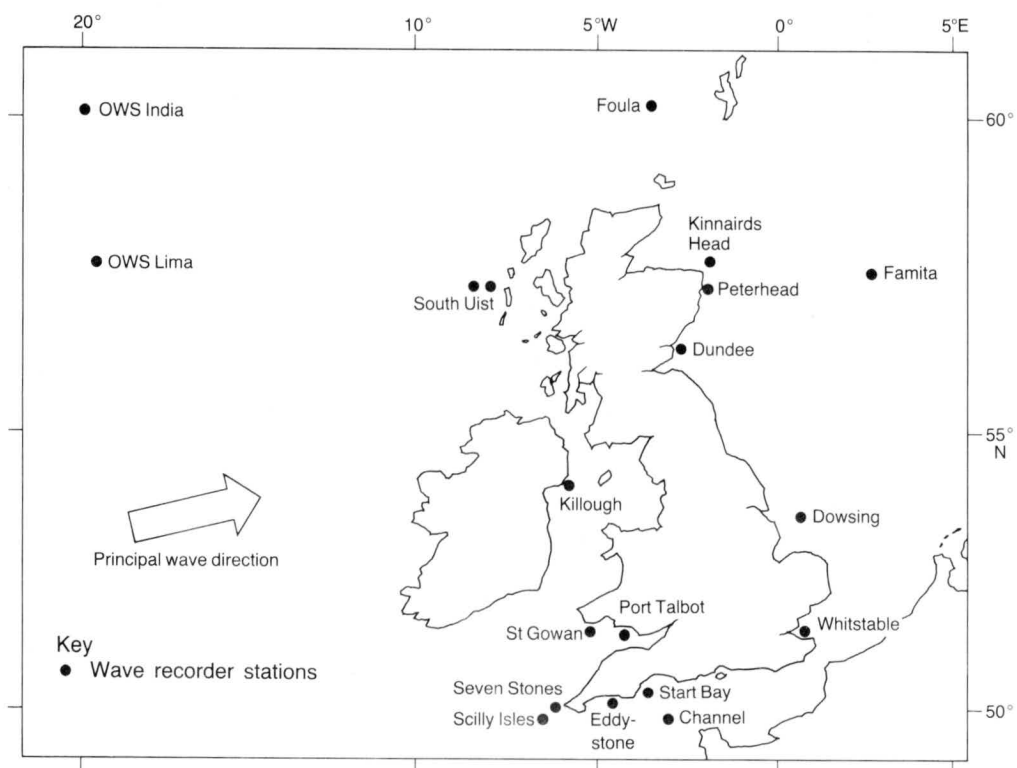 20°
10°
5°W
0°
5°E
OWS India
Foula
60°
Kinnairds
Head
OWS Lima
Famita
South Uist
Peterhead
Dundee
55°
N
Killough
Dowsing
Principal wave direction
Port Talbot
St Gowan
Whitstable
Key
Wave recorder stations
Seven Stones
Start Bay
Scilly Isles
Eddy-
stone
Channel
50°